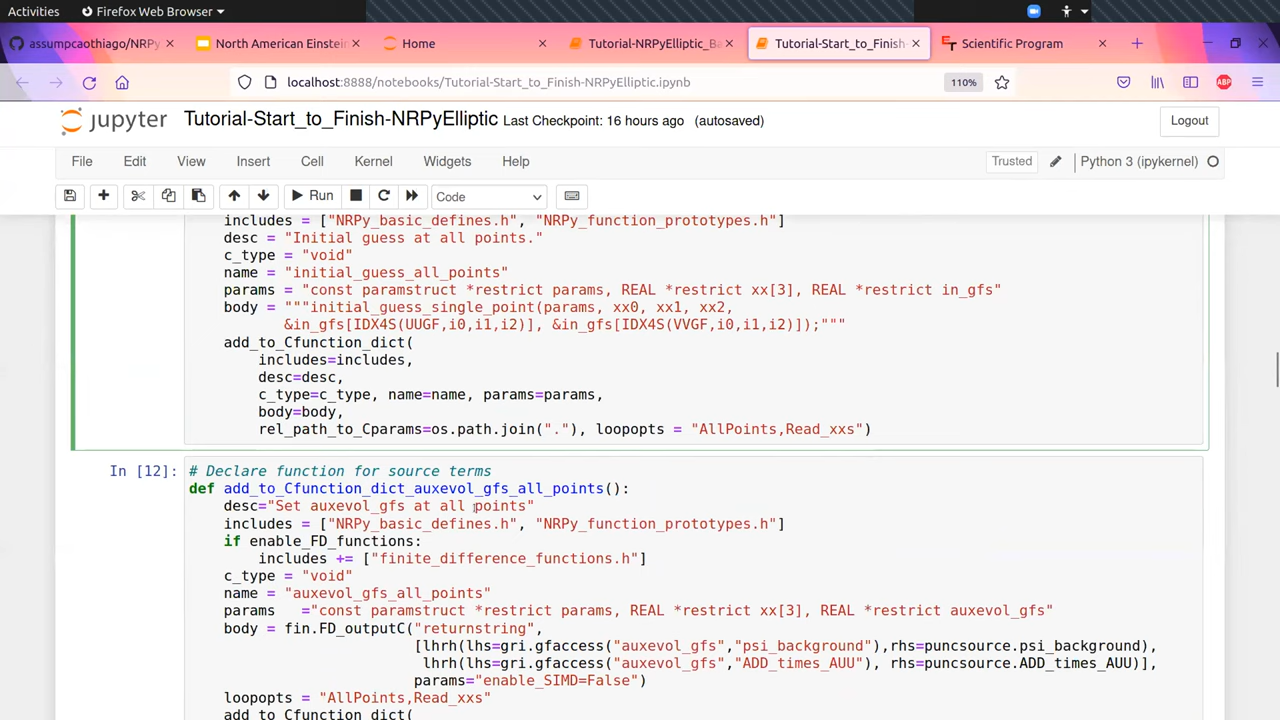 Activities Firefox Web Browser
assumpcaothiago/NRPy North American Einstein Home Tutorial-NRPyElliptic_Ba Tutorial-Start_to_Finish- Scientific Program
localhost:8888/notebooks/Tutorial-Start_to_Finish-NRPyElliptic.ipynb 110% ABP
jupyter Tutorial-Start_to_Finish-NRPyElliptic Last Checkpoint: 16 hours ago (autosaved) Logout
File Edit View Insert Cell Kernel Widgets Help Trusted Python 3 (ipykernel)
Run Code
includes = ["NRPy_basic_defines.h", "NRPy_function_prototypes.h"]
desc = "Initial guess at all points."
c_type = "void"
name = "initial_guess_all_points"
params = "const paramstruct *restrict params, REAL *restrict xx[3], REAL *restrict in_gfs"
body = """initial_guess_single_point(params, xx0, xx1, xx2,
&in_gfs[IDX4S(UUGF,i0,i1,i2)], &in_gfs[IDX4S(VVGF,i0,i1,i2)]);"""
add_to_Cfunction_dict(
includes=includes,
desc=desc,
c_type=c_type, name=name, params=params,
body=body,
rel_path_to_Cparams=os.path.join("."), loopopts = "AllPoints,Read_xxs")
In [12]: # Declare function for source terms
def add_to_Cfunction_dict_auxevol_gfs_all_points():
desc="Set auxevol_gfs at all points"
includes = ["NRPy_basic_defines.h", "NRPy_function_prototypes.h"]
if enable_FD_functions:
includes += ["finite_difference_functions.h"]
c_type = "void"
name = "auxevol_gfs_all_points"
params   ="const paramstruct *restrict params, REAL *restrict xx[3], REAL *restrict auxevol_gfs"
body = fin.FD_outputC("returnstring",
[lhrh(lhs=gri.gfaccess("auxevol_gfs","psi_background"),rhs=puncsource.psi_background),
lhrh(lhs=gri.gfaccess("auxevol_gfs","ADD_times_AUU"), rhs=puncsource.ADD_times_AUU)],
params="enable_SIMD=False")
loopopts = "AllPoints,Read_xxs"
add_to_Cfunction_dict(